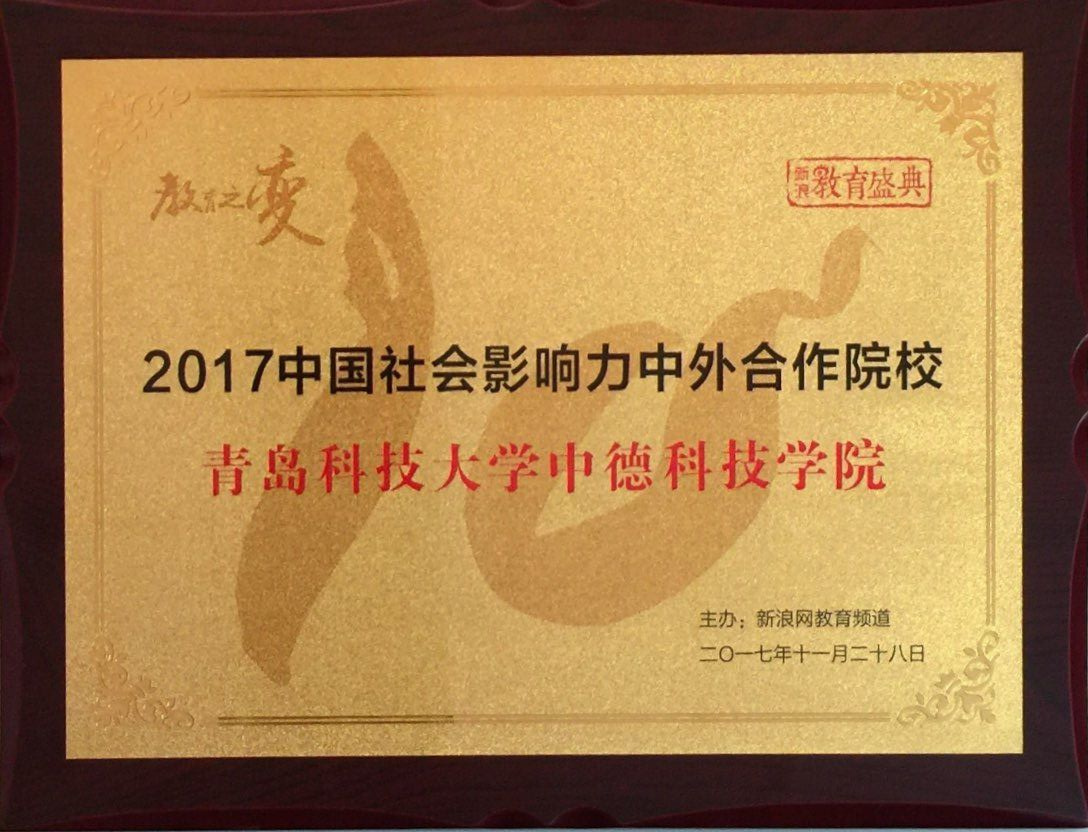 教育之变
新浪教育盛典
2017中国社会影响力中外合作院校
青岛科技大学中德科技学院
主办：新浪网教育频道
二〇一七年十一月二十八日